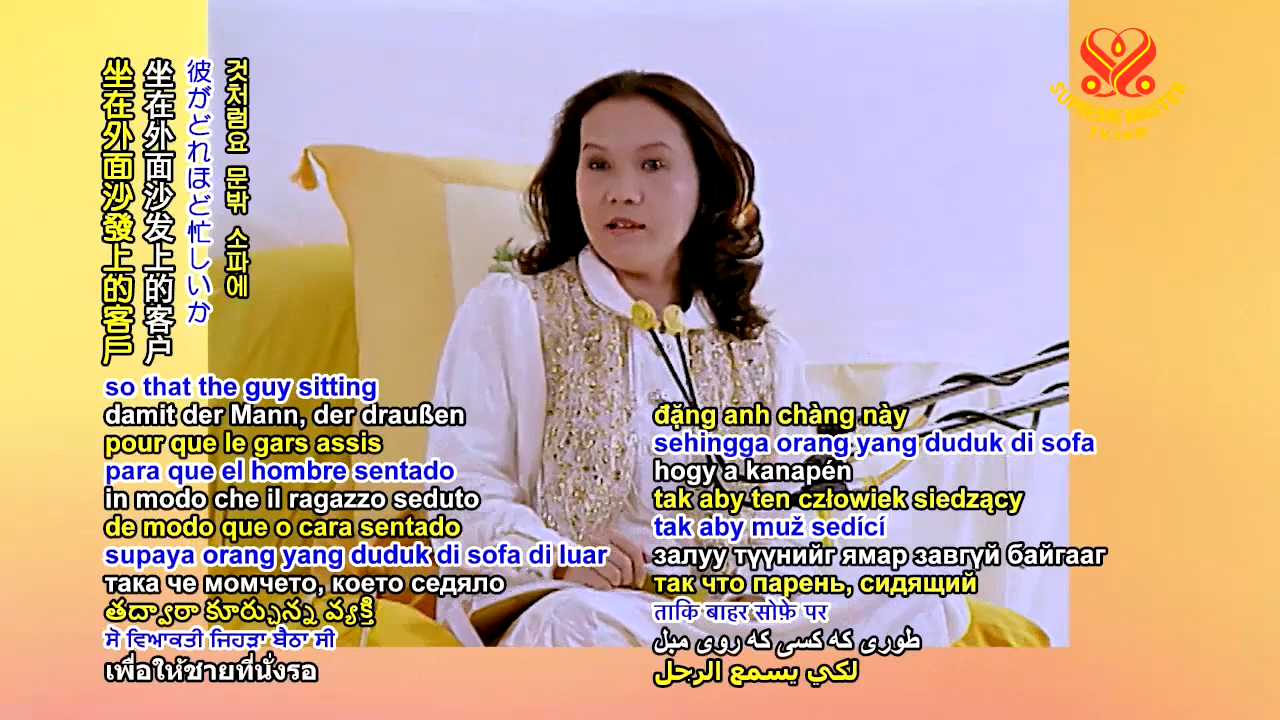 坐在外面沙發上的客戶
坐在外面沙发上的客户
彼がどれほど忙しいか
것처럼요 문밖 소파에
so that the guy sitting
damit der Mann, der draußen
pour que le gars assis
para que el hombre sentado
in modo che il ragazzo seduto
de modo que o cara sentado
supaya orang yang duduk di sofa di luar
така че момчето, което седяло
తద్వారా కూర్చున్న వ్యక్తి
ਸੋ ਵਿਆਕਤੀ ਜਿਹੜਾ ਬੈਠਾ ਸੀ
เพื่อให้ชายที่นั่งรอ
đặng anh chàng này
sehingga orang yang duduk di sofa
hogy a kanapén
tak aby ten człowiek siedzący
tak aby muž sedící
залуу түүнийг ямар завгүй байгааг
так что парень, сидящий
ताकि बाहर सोफ़े पर
طوری که کسی که روی مبل
لكي يسمع الرجل
SUPREME MASTER
TV.com